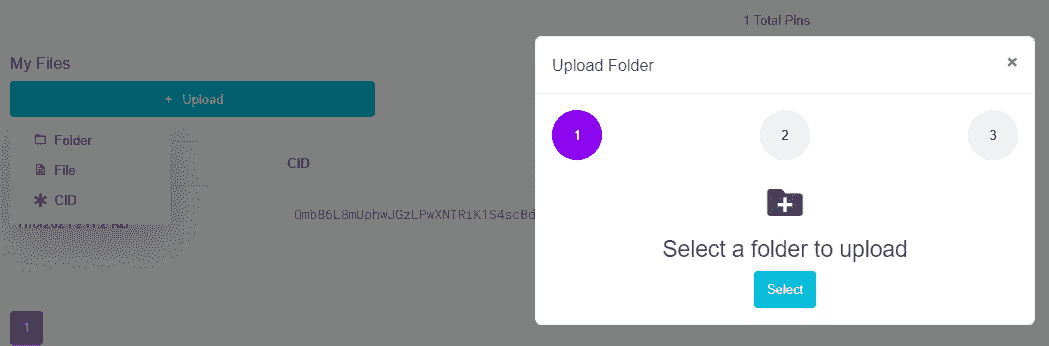 1 Total Pins
My Files
+ Upload
Folder
File
CID
CID
Upload Folder
×
1
2
3
Select a folder to upload
Select
1